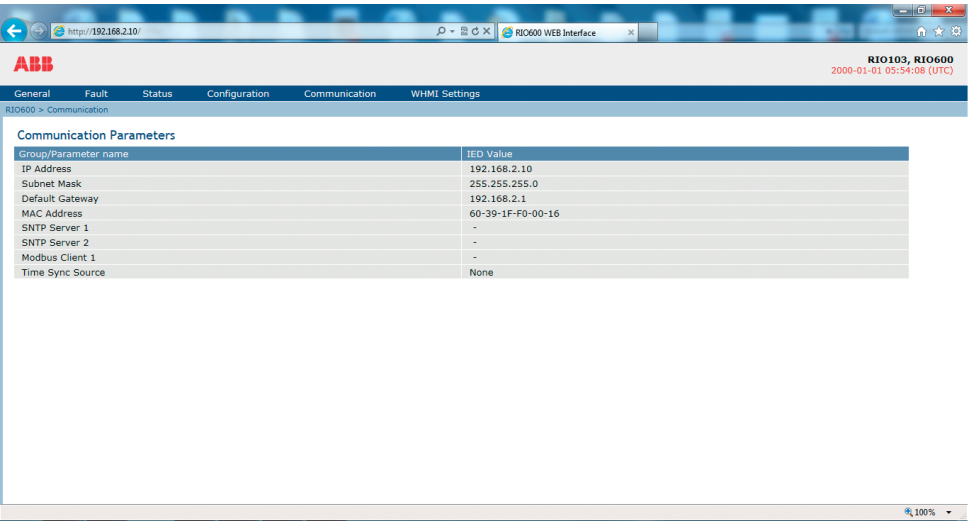 http://192.168.2.10/
RIO600 WEB Interface
ABB
RIO103, RIO600
2000-01-01 05:54:08 (UTC)
General Fault Status Configuration Communication WHMI Settings
RIO600 > Communication
Communication Parameters
Group/Parameter name IED Value
IP Address 192.168.2.10
Subnet Mask 255.255.255.0
Default Gateway 192.168.2.1
MAC Address 60-39-1F-F0-00-16
SNTP Server 1 -
SNTP Server 2 -
Modbus Client 1 -
Time Sync Source None
100%